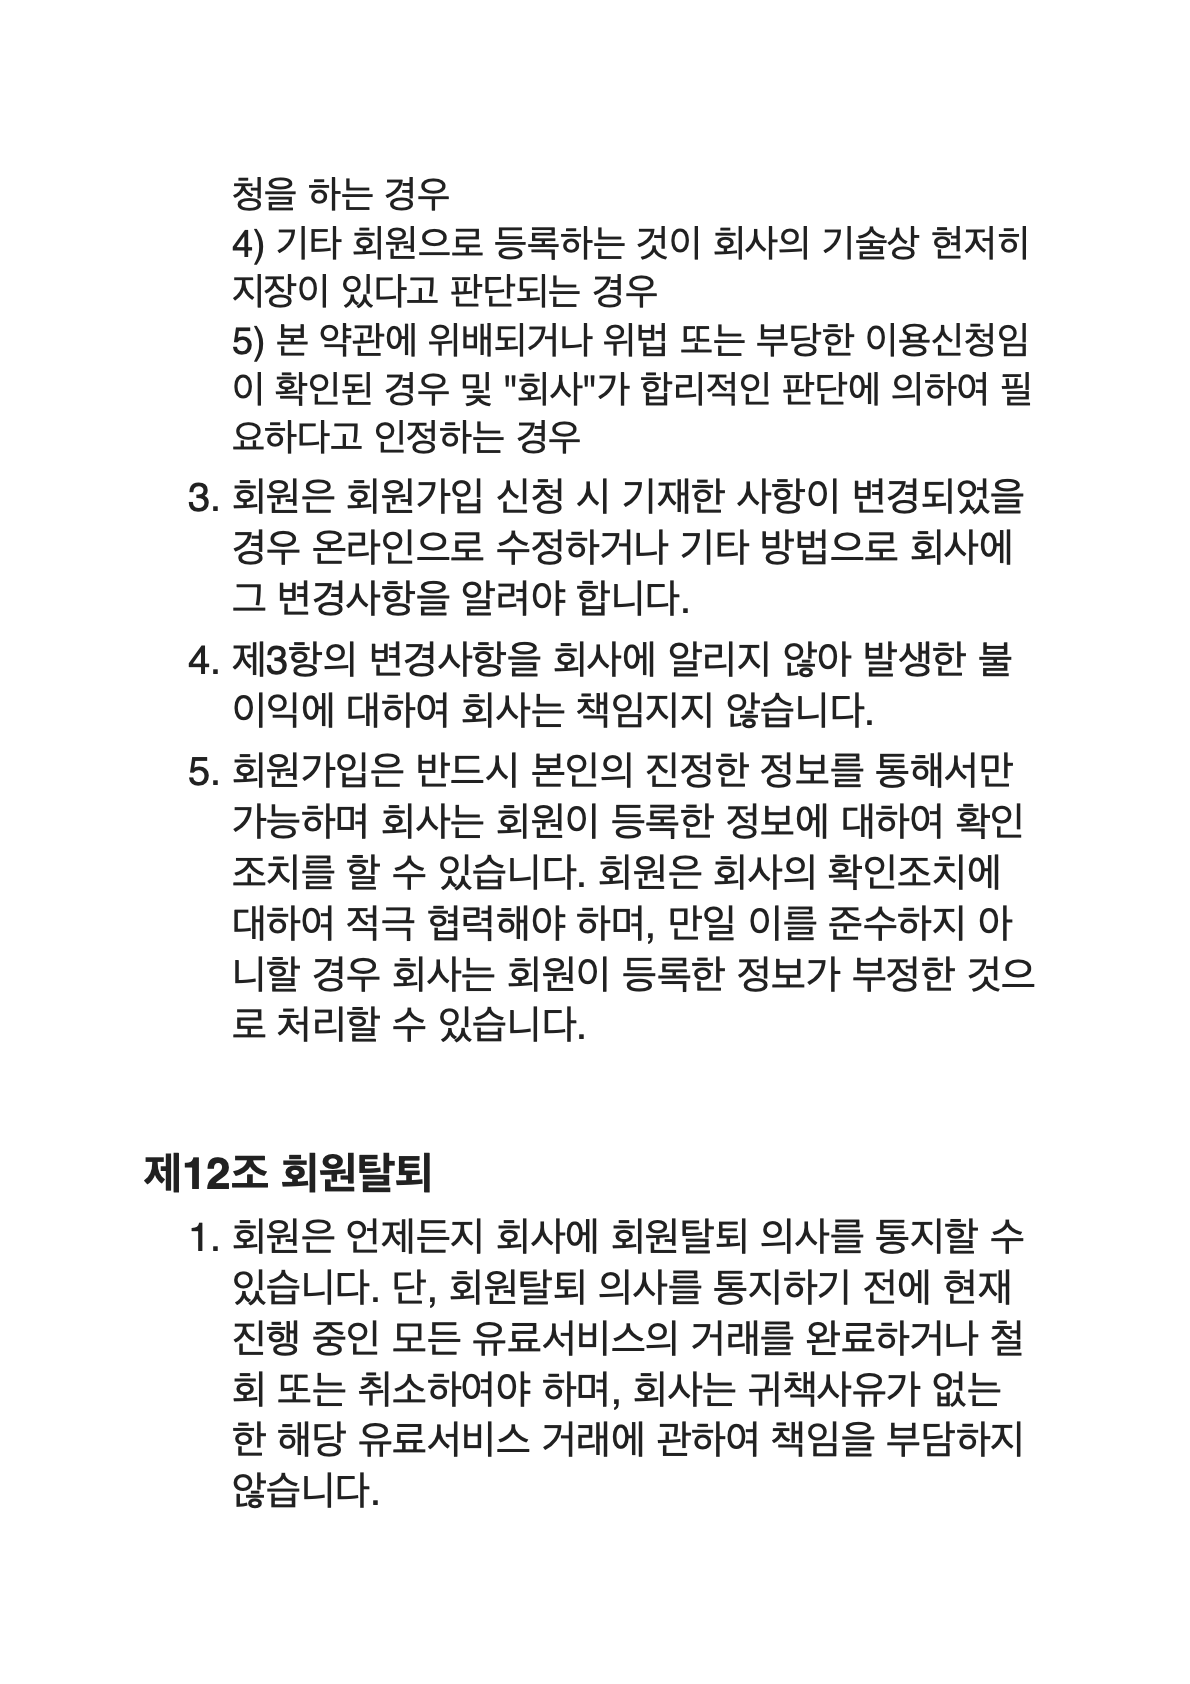 청을 하는 경우
4) 기타 회원으로 등록하는 것이 회사의 기술상 현저히
지장이 있다고 판단되는 경우
5) 본 약관에 위배되거나 위법 또는 부당한 이용신청임
이 확인된 경우 및 "회사"가 합리적인 판단에 의하여 필
요하다고 인정하는 경우
3. 회원은 회원가입 신청 시 기재한 사항이 변경되었을
경우 온라인으로 수정하거나 기타 방법으로 회사에
그 변경사항을 알려야 합니다.
4. 제3항의 변경사항을 회사에 알리지 않아 발생한 불
이익에 대하여 회사는 책임지지 않습니다.
5. 회원가입은 반드시 본인의 진정한 정보를 통해서만
가능하며 회사는 회원이 등록한 정보에 대하여 확인
조치를 할 수 있습니다. 회원은 회사의 확인조치에
대하여 적극 협력해야 하며, 만일 이를 준수하지 아
니할 경우 회사는 회원이 등록한 정보가 부정한 것으
로 처리할 수 있습니다.
제12조 회원탈퇴
1. 회원은 언제든지 회사에 회원탈퇴 의사를 통지할 수
있습니다. 단, 회원탈퇴 의사를 통지하기 전에 현재
진행 중인 모든 유료서비스의 거래를 완료하거나 철
회 또는 취소하여야 하며, 회사는 귀책사유가 없는
한 해당 유료서비스 거래에 관하여 책임을 부담하지
않습니다.